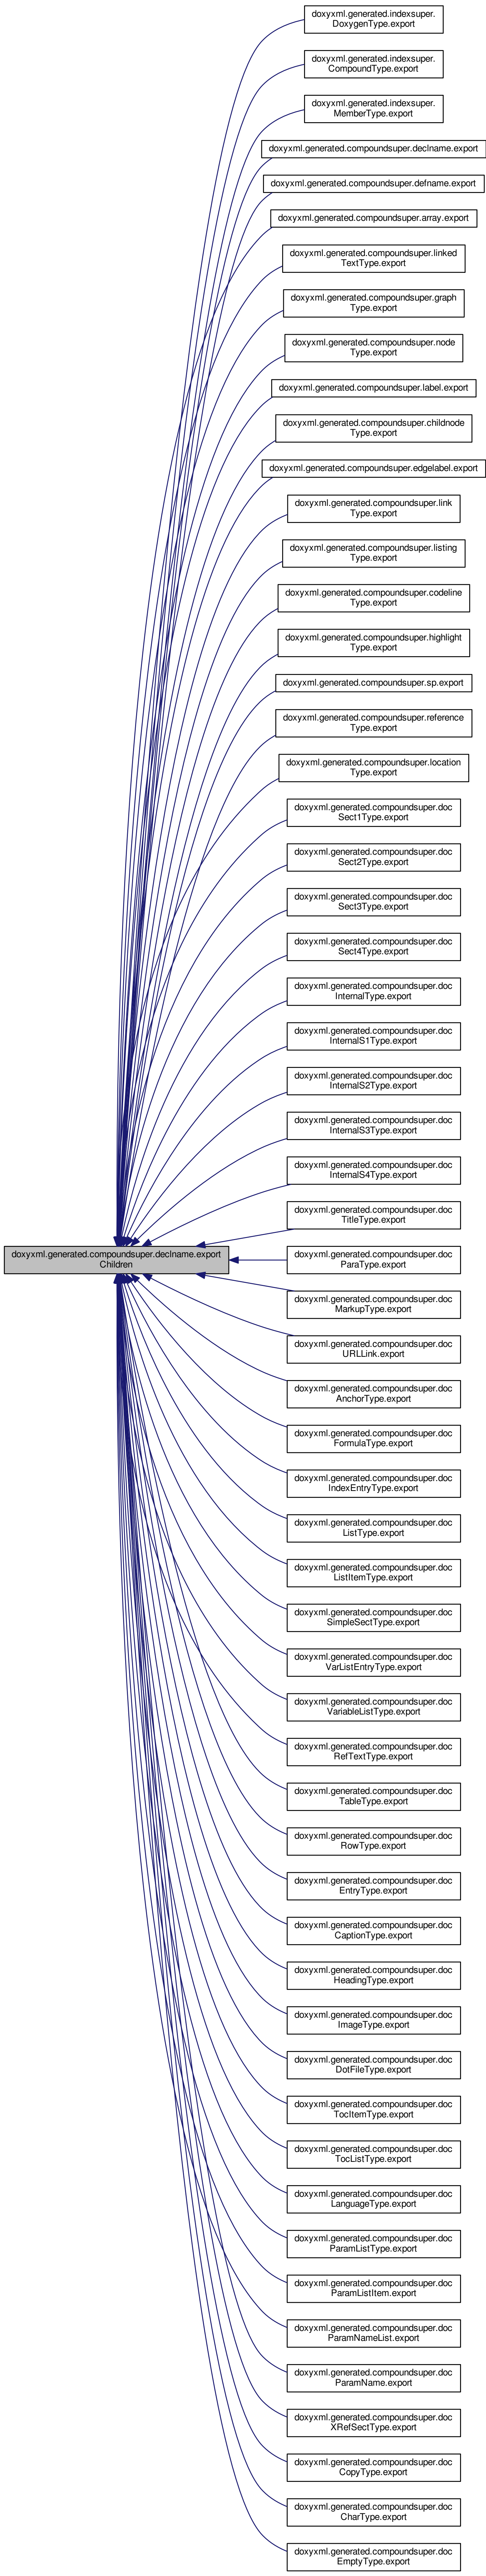 doxyxml.generated.indexsuper.
DoxygenType.export
doxyxml.generated.indexsuper.
CompoundType.export
doxyxml.generated.indexsuper.
MemberType.export
doxyxml.generated.compoundsuper.declname.export
doxyxml.generated.compoundsuper.defname.export
doxyxml.generated.compoundsuper.array.export
doxyxml.generated.compoundsuper.linked
TextType.export
doxyxml.generated.compoundsuper.graph
Type.export
doxyxml.generated.compoundsuper.node
Type.export
doxyxml.generated.compoundsuper.label.export
doxyxml.generated.compoundsuper.childnode
Type.export
doxyxml.generated.compoundsuper.edgelabel.export
doxyxml.generated.compoundsuper.link
Type.export
doxyxml.generated.compoundsuper.listing
Type.export
doxyxml.generated.compoundsuper.codeline
Type.export
doxyxml.generated.compoundsuper.highlight
Type.export
doxyxml.generated.compoundsuper.sp.export
doxyxml.generated.compoundsuper.reference
Type.export
doxyxml.generated.compoundsuper.location
Type.export
doxyxml.generated.compoundsuper.doc
Sect1Type.export
doxyxml.generated.compoundsuper.doc
Sect2Type.export
doxyxml.generated.compoundsuper.doc
Sect3Type.export
doxyxml.generated.compoundsuper.doc
Sect4Type.export
doxyxml.generated.compoundsuper.doc
InternalType.export
doxyxml.generated.compoundsuper.doc
InternalS1Type.export
doxyxml.generated.compoundsuper.doc
InternalS2Type.export
doxyxml.generated.compoundsuper.doc
InternalS3Type.export
doxyxml.generated.compoundsuper.doc
InternalS4Type.export
doxyxml.generated.compoundsuper.doc
TitleType.export
doxyxml.generated.compoundsuper.declname.export
Children
doxyxml.generated.compoundsuper.doc
ParaType.export
doxyxml.generated.compoundsuper.doc
MarkupType.export
doxyxml.generated.compoundsuper.doc
URLLink.export
doxyxml.generated.compoundsuper.doc
AnchorType.export
doxyxml.generated.compoundsuper.doc
FormulaType.export
doxyxml.generated.compoundsuper.doc
IndexEntryType.export
doxyxml.generated.compoundsuper.doc
ListType.export
doxyxml.generated.compoundsuper.doc
ListItemType.export
doxyxml.generated.compoundsuper.doc
SimpleSectType.export
doxyxml.generated.compoundsuper.doc
VarListEntryType.export
doxyxml.generated.compoundsuper.doc
VariableListType.export
doxyxml.generated.compoundsuper.doc
RefTextType.export
doxyxml.generated.compoundsuper.doc
TableType.export
doxyxml.generated.compoundsuper.doc
RowType.export
doxyxml.generated.compoundsuper.doc
EntryType.export
doxyxml.generated.compoundsuper.doc
CaptionType.export
doxyxml.generated.compoundsuper.doc
HeadingType.export
doxyxml.generated.compoundsuper.doc
ImageType.export
doxyxml.generated.compoundsuper.doc
DotFileType.export
doxyxml.generated.compoundsuper.doc
TocItemType.export
doxyxml.generated.compoundsuper.doc
TocListType.export
doxyxml.generated.compoundsuper.doc
LanguageType.export
doxyxml.generated.compoundsuper.doc
ParamListType.export
doxyxml.generated.compoundsuper.doc
ParamListItem.export
doxyxml.generated.compoundsuper.doc
ParamNameList.export
doxyxml.generated.compoundsuper.doc
ParamName.export
doxyxml.generated.compoundsuper.doc
XRefSectType.export
doxyxml.generated.compoundsuper.doc
CopyType.export
doxyxml.generated.compoundsuper.doc
CharType.export
doxyxml.generated.compoundsuper.doc
EmptyType.export